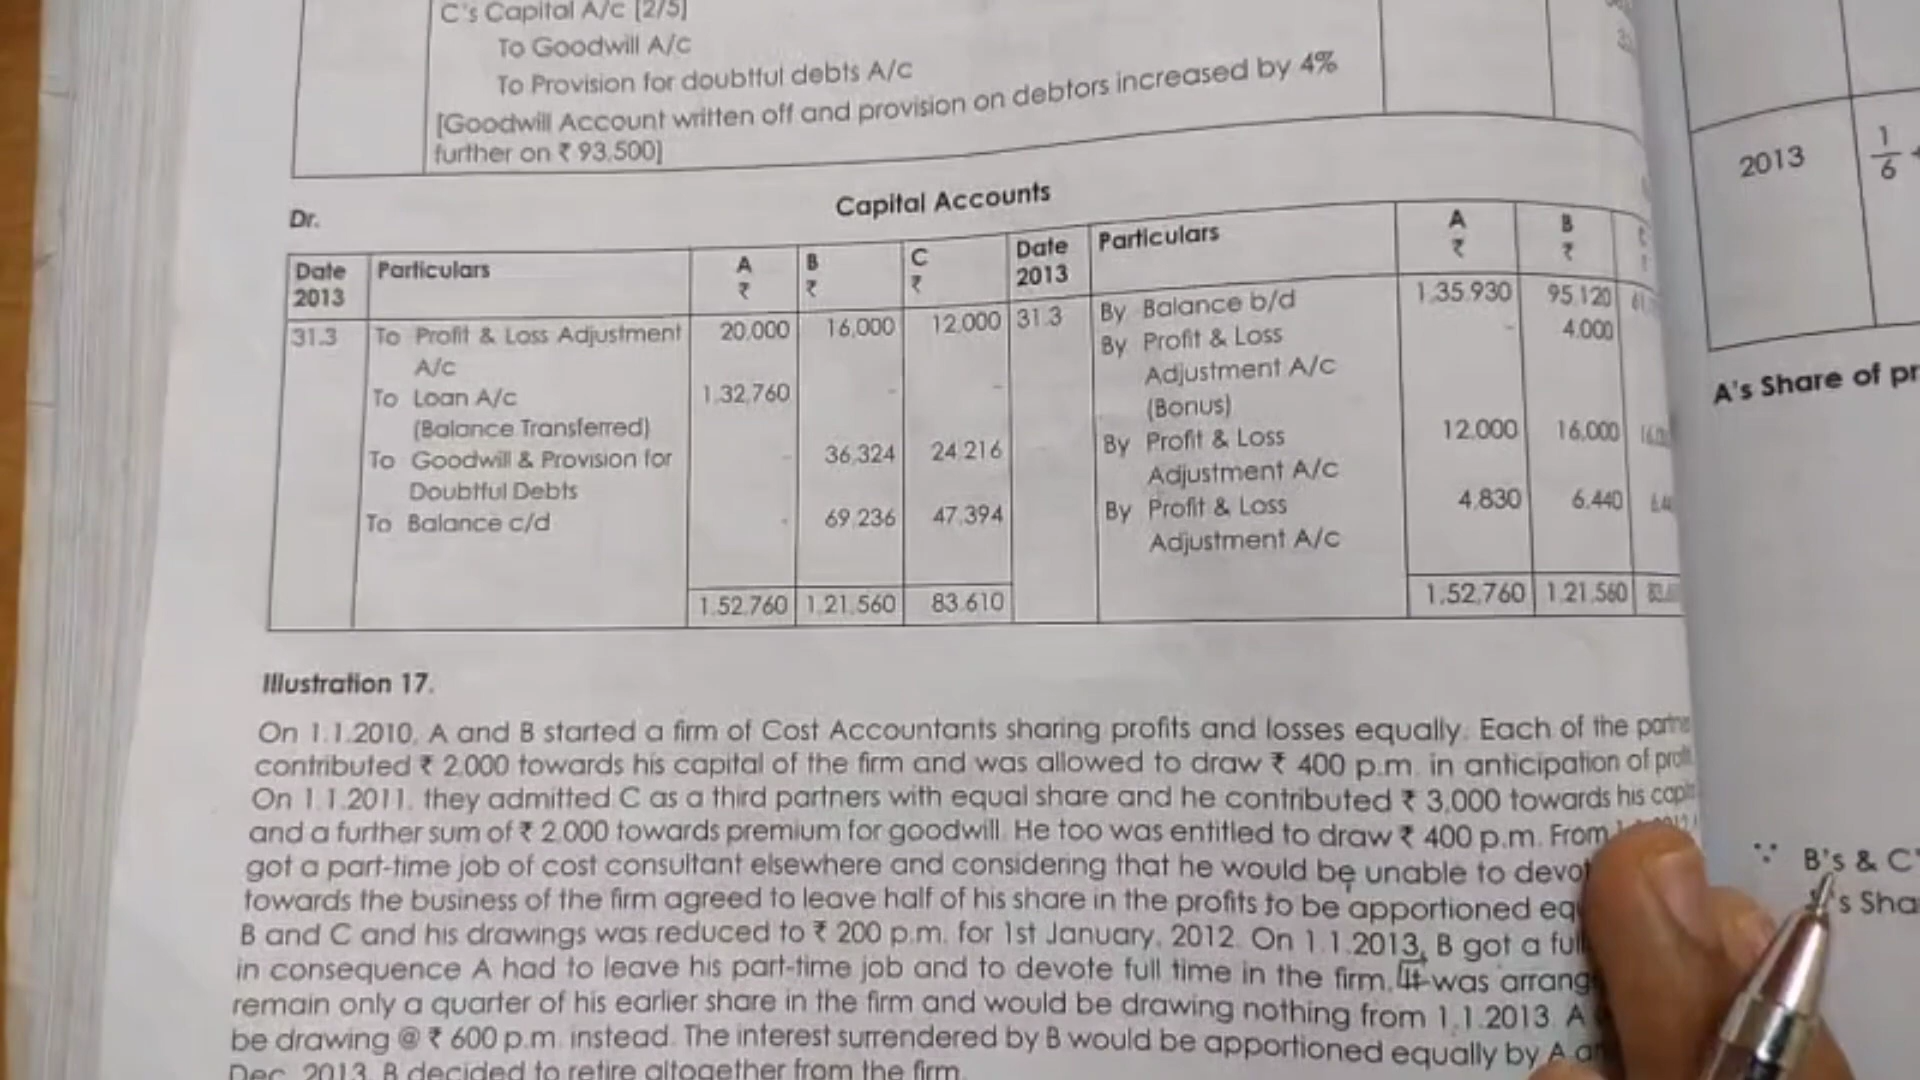 C's Capital A/c [2/5]
To Goodwill A/c
To Provision for doubtful debts A/c
[Goodwill Account written off and provision on debtors increased by 4%
further on ₹ 93,500]
Capital Accounts
Dr.
Date 2013 Particulars A ₹ B ₹ C ₹ Date 2013 Particulars A ₹ B ₹
31.3 To Profit & Loss Adjustment 20,000 16,000 12,000 31.3 By Balance b/d 1,35,930 95,120
A/c By Profit & Loss - 4,000
To Loan A/c 1,32,760 - - Adjustment A/c
(Balance Transferred) (Bonus)
To Goodwill & Provision for - 36,324 24,216 By Profit & Loss 12,000 16,000
Doubtful Debts Adjustment A/c
To Balance c/d - 69,236 47,394 By Profit & Loss 4,830 6,440
Adjustment A/c
1,52,760 1,21,560 83,610 1,52,760 1,21,560
Illustration 17.
On 1.1.2010, A and B started a firm of Cost Accountants sharing profits and losses equally. Each of the
contributed ₹ 2,000 towards his capital of the firm and was allowed to draw ₹ 400 p.m. in anticipation of
On 1.1.2011, they admitted C as a third partners with equal share and he contributed ₹ 3,000 towards his
and a further sum of ₹ 2,000 towards premium for goodwill. He too was entitled to draw ₹ 400 p.m. From
got a part-time job of cost consultant elsewhere and considering that he would be unable to
towards the business of the firm agreed to leave half of his share in the profits to be apportioned
B and C and his drawings was reduced to ₹ 200 p.m. for 1st January, 2012. On 1.1.2013, B got a
in consequence A had to leave his part-time job and to devote full time in the firm. It was
remain only a quarter of his earlier share in the firm and would be drawing nothing from 1.1.2013. A
be drawing @ ₹ 600 p.m. instead. The interest surrendered by B would be apportioned equally by A
Dec. 2013, B decided to retire altogether from the firm.
2013 1/6 +
A's Share of
∵ B's & C'
's